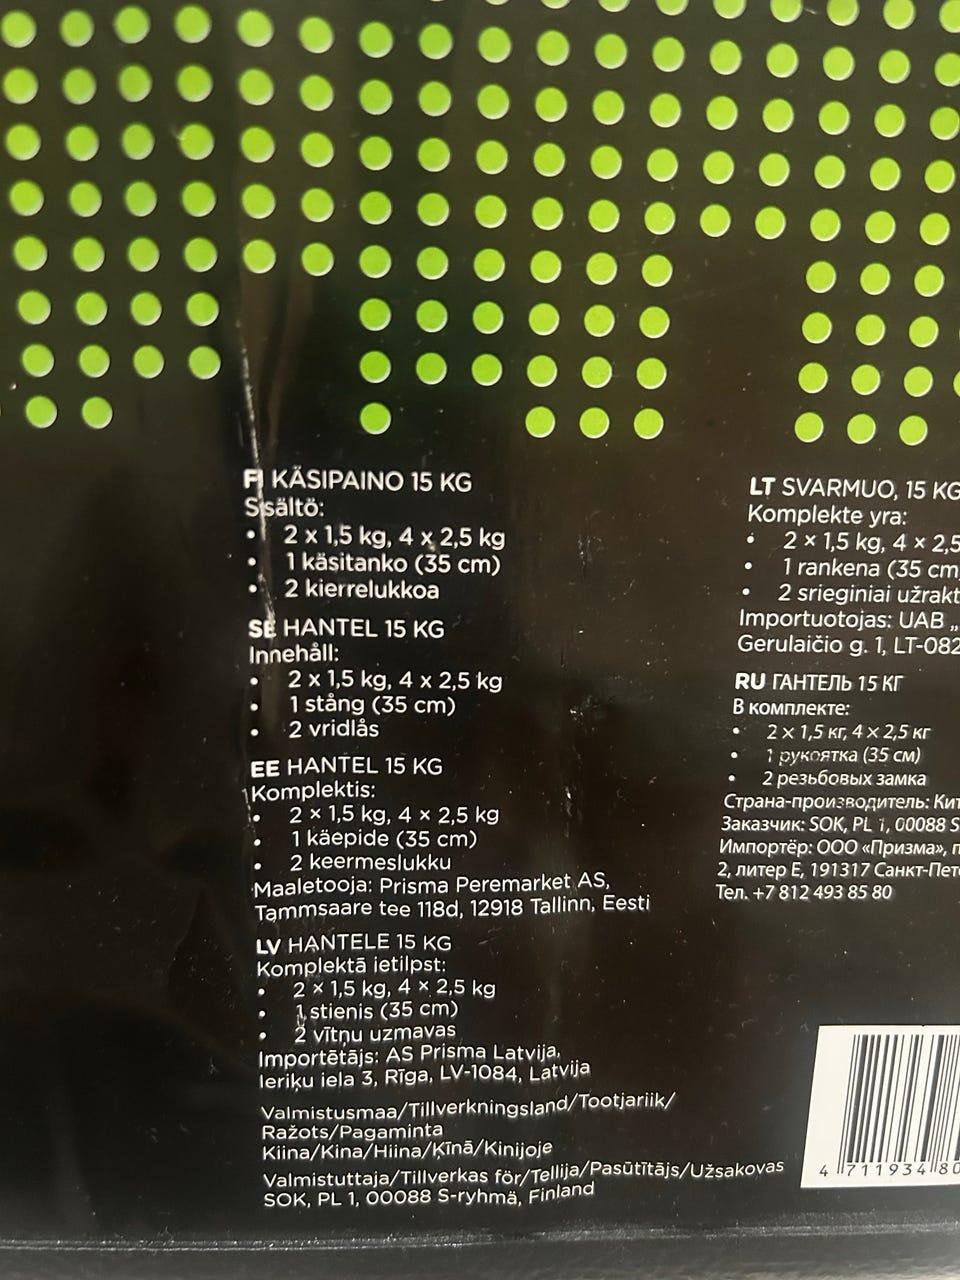 FI KÄSIPAINO 15 KG
Sisältö:
• 2 x 1,5 kg, 4 x 2,5 kg
• 1 käsitanko (35 cm)
• 2 kierrelukkoa
SE HANTEL 15 KG
Innehåll:
• 2 x 1,5 kg, 4 x 2,5 kg
• 1 stång (35 cm)
• 2 vridlås
EE HANTEL 15 KG
Komplektis:
• 2 x 1,5 kg, 4 x 2,5 kg
• 1 käepide (35 cm)
• 2 keermeslukku
Maaletooja: Prisma Peremarket AS,
Tammsaare tee 118d, 12918 Tallinn, Eesti
LV HANTELE 15 KG
Komplektā ietilpst:
• 2 x 1,5 kg, 4 x 2,5 kg
• 1 stienis (35 cm)
• 2 vītņu uzmavas
Importētājs: AS Prisma Latvija,
Ieriķu iela 3, Rīga, LV-1084, Latvija
Valmistusmaa/Tillverkningsland/Tootjariik/
Ražots/Pagaminta
Kiina/Kina/Hiina/Ķīnā/Kinijoje
Valmistuttaja/Tillverkas för/Tellija/Pasūtītājs/Užsakovas
SOK, PL 1, 00088 S-ryhmä, Finland
LT SVARMUO, 15 KG
Komplekte yra:
• 2 x 1,5 kg, 4 x 2,5
• 1 rankena (35 cm
• 2 srieginiai užrakt
Importuotojas: UAB „
Gerulaičio g. 1, LT-082
RU ГАНТЕЛЬ 15 КГ
В комплекте:
• 2 x 1,5 кг, 4 x 2,5 кг
• 1 рукоятка (35 см)
• 2 резьбовых замка
Страна-производитель: Кит
Заказчик: SOK, PL 1, 00088 S
Импортёр: ООО «Призма», п
2, литер Е, 191317 Санкт-Пет
Тел. +7 812 493 85 80
4 711934 80